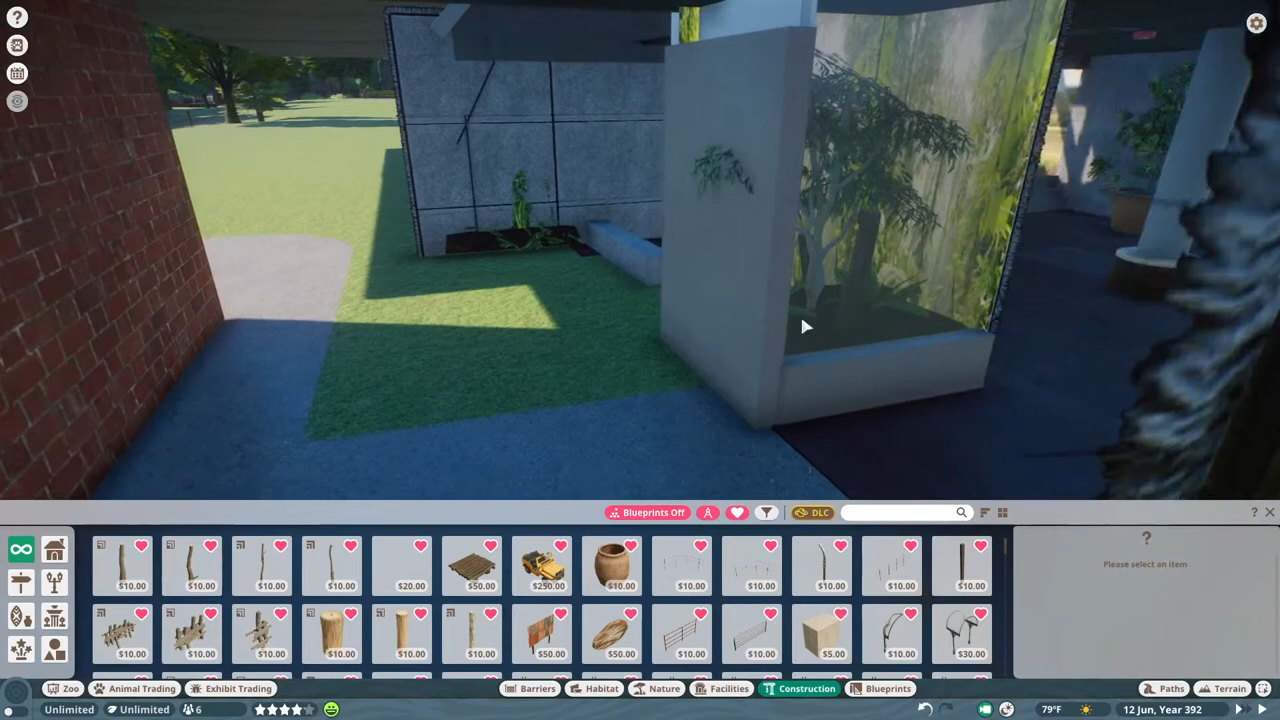 Blueprints Off
DLC
$10.00 $10.00 $10.00 $10.00 $20.00 $50.00 $250.00 $10.00 $10.00 $10.00 $10.00 $10.00 $10.00
$10.00 $10.00 $10.00 $10.00 $10.00 $10.00 $50.00 $50.00 $10.00 $10.00 $5.00 $10.00 $30.00
?
Please select an item
Zoo Animal Trading Exhibit Trading Barriers Habitat Nature Facilities Construction Blueprints Paths Terrain
Unlimited Unlimited 6 79°F 12 Jun, Year 392